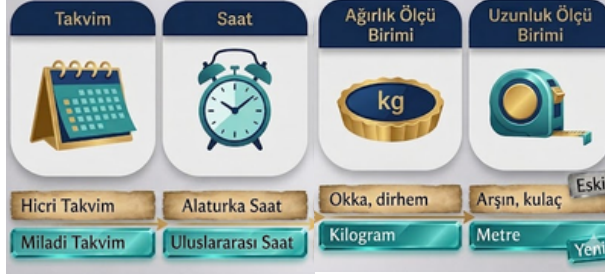 Takvim
Saat
Ağırlık Ölçü
Birimi
Uzunluk Ölçü
Birimi
kg
Hicri Takvim
Alaturka Saat
Okka, dirhem
Arşın, kulaç
Eski
Miladi Takvim
Uluslararası Saat
Kilogram
Metre
Yeni